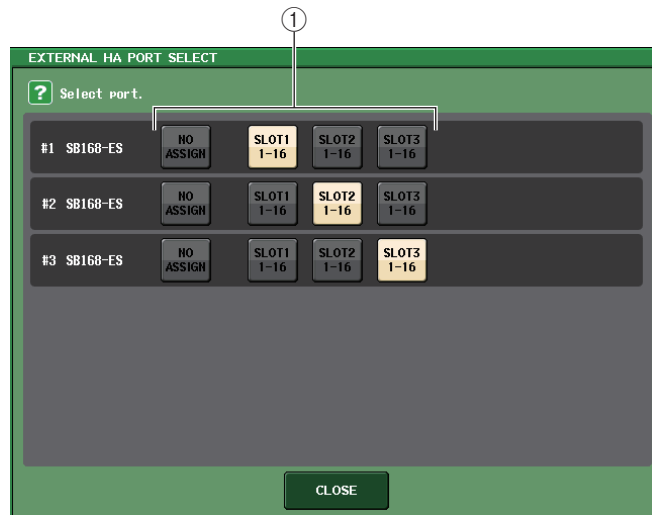 ①
EXTERNAL HA PORT SELECT
? Select port.
#1 SB168-ES NO ASSIGN SLOT1 1-16 SLOT2 1-16 SLOT3 1-16
#2 SB168-ES NO ASSIGN SLOT1 1-16 SLOT2 1-16 SLOT3 1-16
#3 SB168-ES NO ASSIGN SLOT1 1-16 SLOT2 1-16 SLOT3 1-16
CLOSE